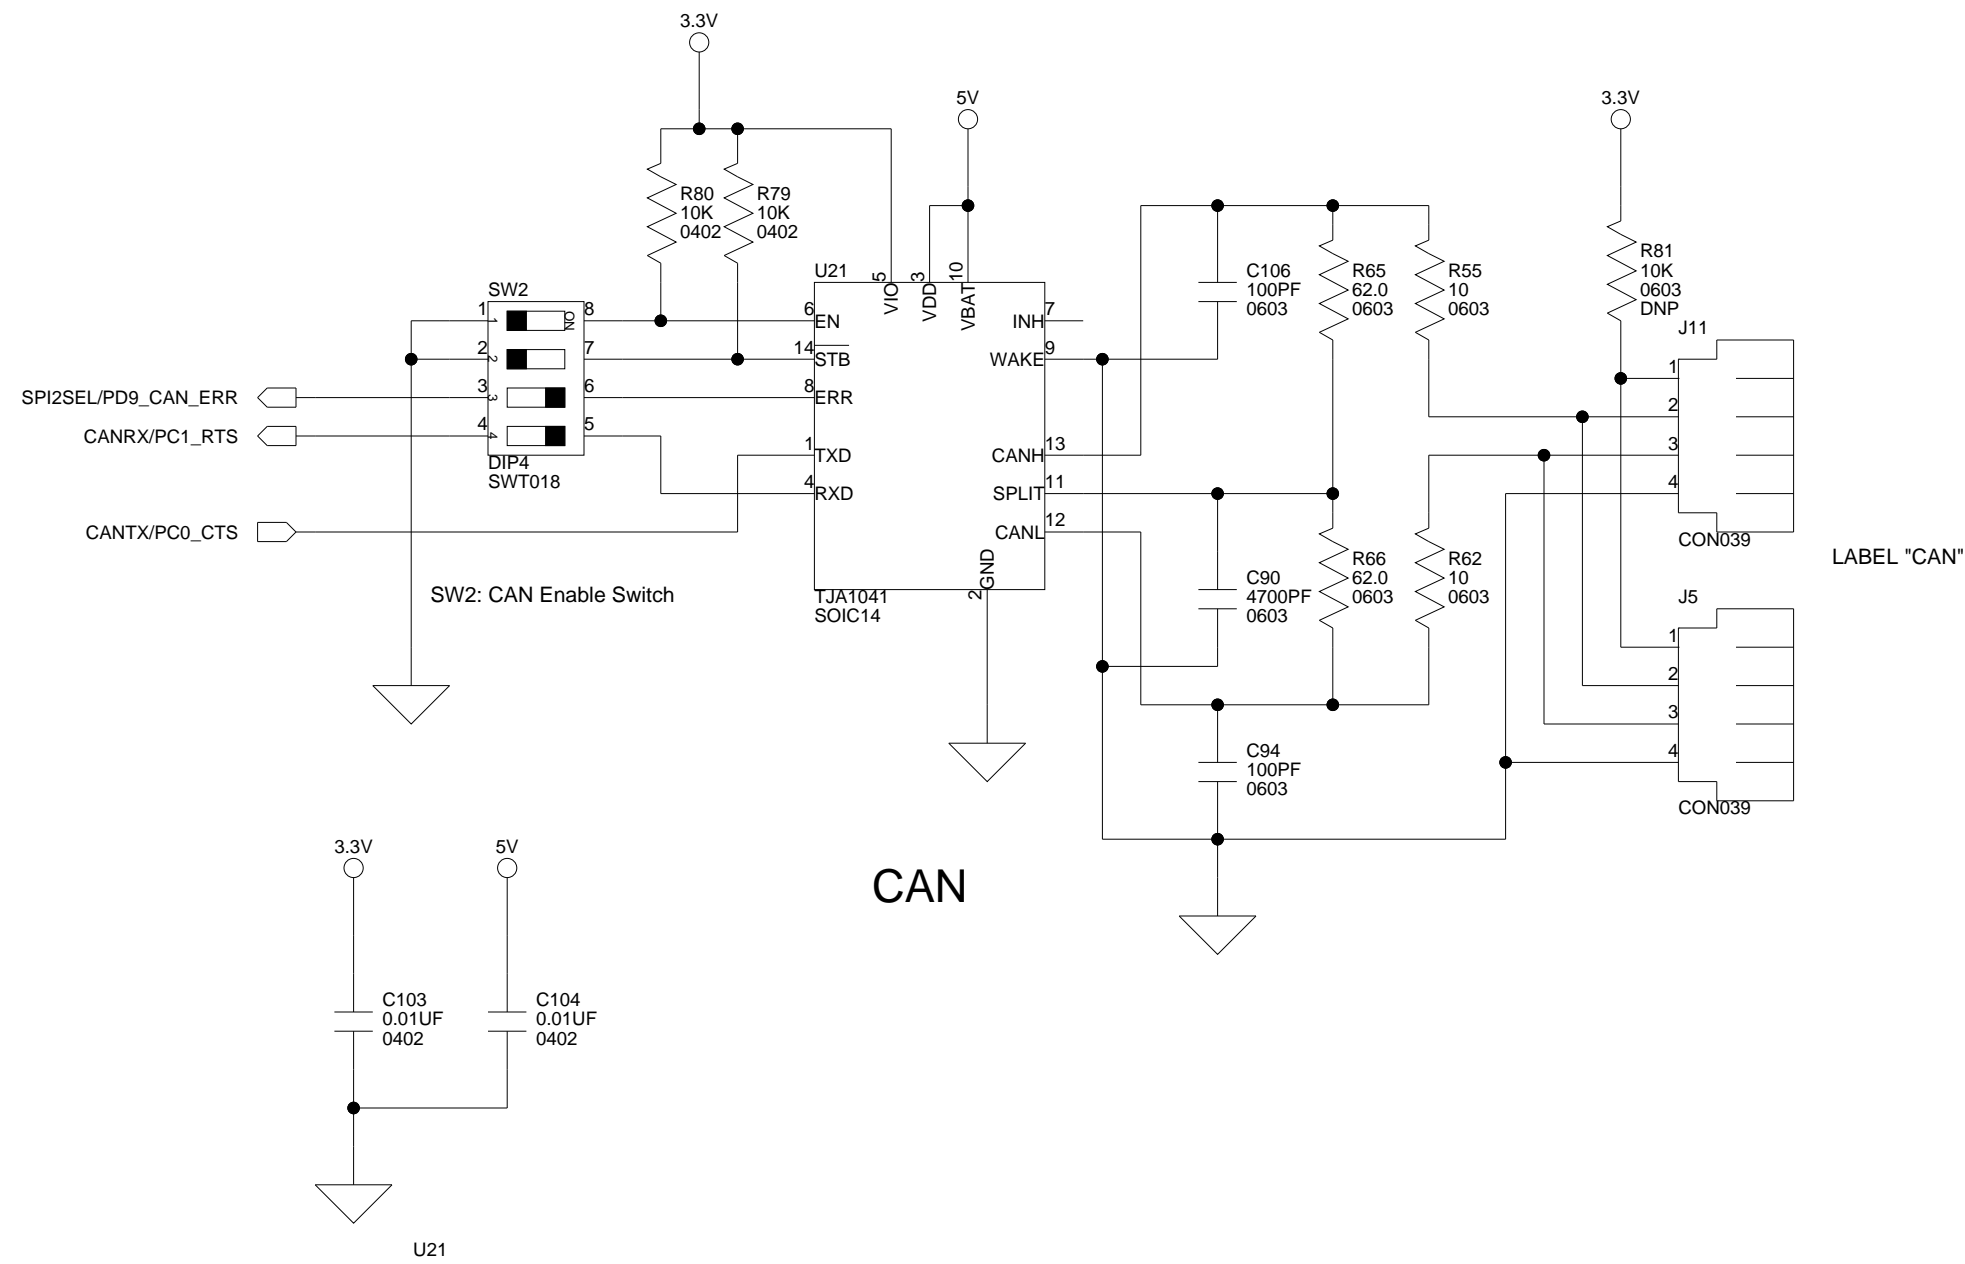 3.3V
5V
3.3V
R80
10K
0402
R79
10K
0402
SW2
1
2
3
4
1
2
3
4
ON
8
7
6
5
DIP4
SWT018
SPI2SEL/PD9_CAN_ERR
CANRX/PC1_RTS
CANTX/PC0_CTS
SW2: CAN Enable Switch
U21
5
VIO
3
VDD
10
VBAT
6
EN
14
STB
8
ERR
1
TXD
4
RXD
7
INH
9
WAKE
13
CANH
11
SPLIT
12
CANL
2
GND
TJA1041
SOIC14
C106
100PF
0603
R65
62.0
0603
R55
10
0603
C90
4700PF
0603
R66
62.0
0603
R62
10
0603
C94
100PF
0603
R81
10K
0603
DNP
J11
1
2
3
4
CON039
LABEL "CAN"
J5
1
2
3
4
CON039
CAN
3.3V
5V
C103
0.01UF
0402
C104
0.01UF
0402
U21